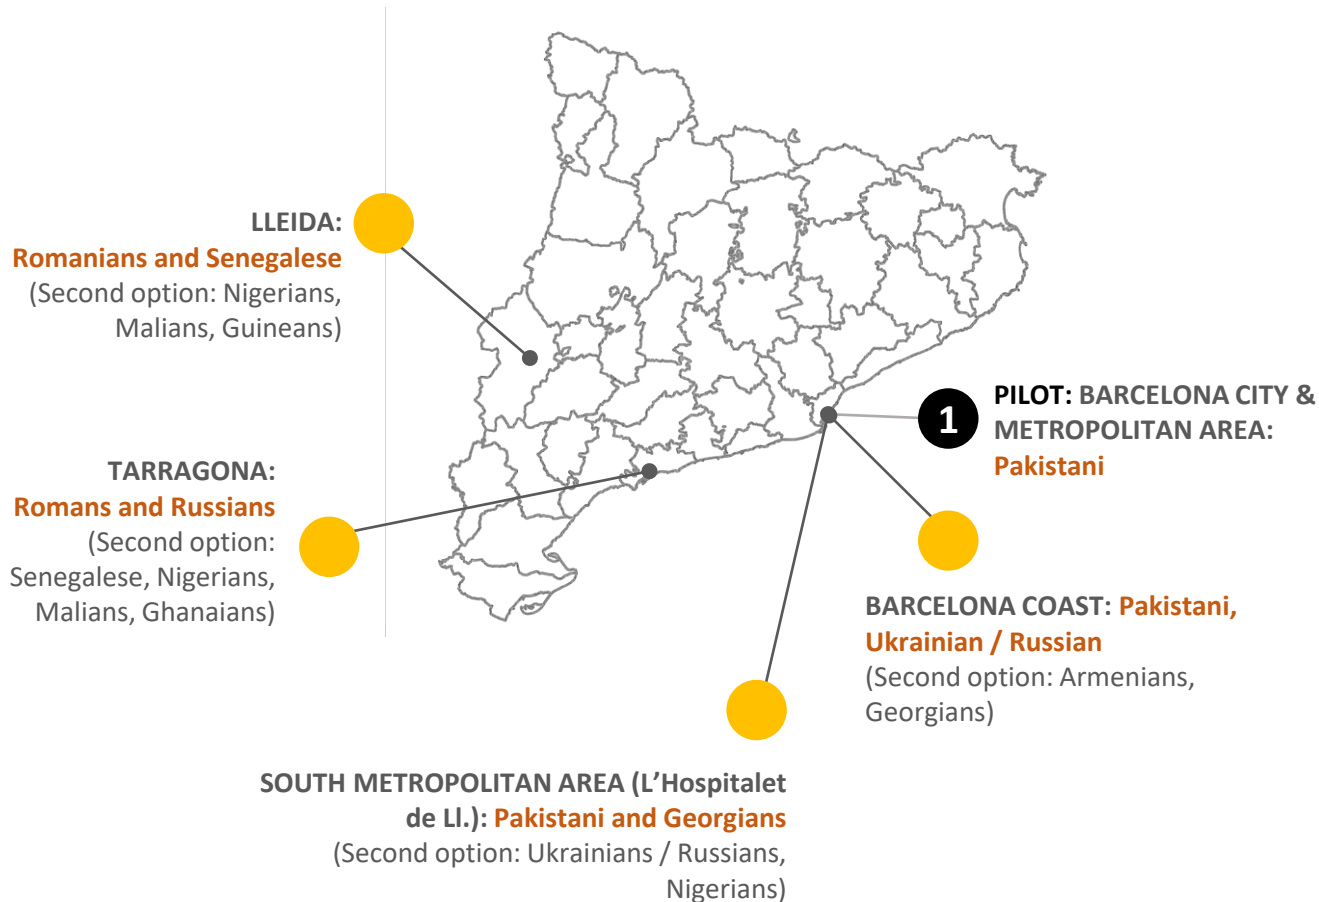 LLEIDA:
Romanians and Senegalese
(Second option: Nigerians,
Malians, Guineans)
1
PILOT: BARCELONA CITY &
METROPOLITAN AREA:
Pakistani
TARRAGONA:
Romans and Russians
(Second option:
Senegalese, Nigerians,
Malians, Ghanaians)
BARCELONA COAST: Pakistani,
Ukrainian / Russian
(Second option: Armenians,
Georgians)
SOUTH METROPOLITAN AREA (L’Hospitalet
de Ll.): Pakistani and Georgians
(Second option: Ukrainians / Russians,
Nigerians)